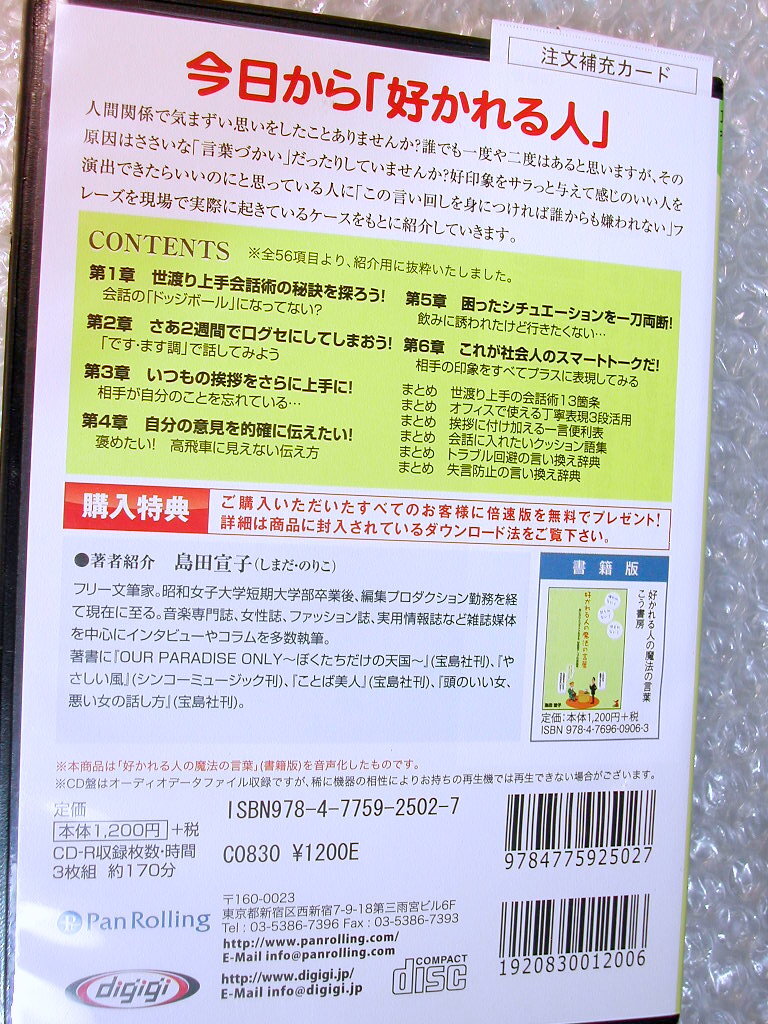 注文補充カード
今日から「好かれる人」
人間関係で気まずい思いをしたことありませんか?誰でも一度や二度はあると思いますが、その
原因はささいな「言葉づかい」だったりしていませんか?好印象をサラっと与えて感じのいい人を
演出できたらいいのにと思っている人に「この言い回しを身につければ誰からも嫌われない」フ
レーズを現場で実際に起きているケースをもとに紹介していきます。
CONTENTS ※全56項目より、紹介用に抜粋いたしました。
第1章 世渡り上手会話術の秘訣を探ろう!
会話の「ドッジボール」になってない?
第2章 さあ2週間で口グセにしてしまおう!
「です・ます調」で話してみよう
第3章 いつもの挨拶をさらに上手に!
相手が自分のことを忘れている…
第4章 自分の意見を的確に伝えたい!
褒めたい! 高飛車に見えない伝え方
第5章 困ったシチュエーションを一刀両断!
飲みに誘われたけど行きたくない…
第6章 これが社会人のスマートトークだ!
相手の印象をすべてプラスに表現してみる
まとめ 世渡り上手の会話術13箇条
まとめ オフィスで使える丁寧表現3段活用
まとめ 挨拶に付け加える一言便利表
まとめ 会話に入れたいクッション語集
まとめ トラブル回避の言い換え辞典
まとめ 失言防止の言い換え辞典
購入特典
ご購入いただいたすべてのお客様に倍速版を無料でプレゼント!
詳細は商品に封入されているダウンロード法をご覧下さい。
●著者紹介 島田宣子(しまだ・のりこ)
フリー文筆家。昭和女子大学短期大学部卒業後、編集プロダクション勤務を経
て現在に至る。音楽専門誌、女性誌、ファッション誌、実用情報誌など雑誌媒体
を中心にインタビューやコラムを多数執筆。
著書に『OUR PARADISE ONLY〜ぼくたちだけの天国〜』(宝島社刊)、『や
さしい風』(シンコーミュージック刊)、『ことば美人』(宝島社刊)、『頭のいい女、
悪い女の話し方』(宝島社刊)。
書籍版
好かれる人の魔法の言葉
こう書房
好かれる人の魔法の言葉
定価:本体1,200円+税
ISBN 978-4-7696-0906-3
※本商品は「好かれる人の魔法の言葉」(書籍版)を音声化したものです。
※CD盤はオーディオデータファイル収録ですが、稀に機器の相性によりお持ちの再生機では再生できない場合がございます。
定価
本体1,200円+税
CD-R収録枚数・時間
3枚組 約170分
ISBN978-4-7759-2502-7
C0830 ¥1200E
9784775925027
1920830012006
PanRolling
〒160-0023
東京都新宿区西新宿7-9-18第三雨宮ビル6F
Tel : 03-5386-7396 Fax : 03-5386-7393
http://www.panrolling.com/
E-Mail info@panrolling.com
digigi
http://www.digigi.jp/
E-Mail info@digigi.jp
COMPACT
disc